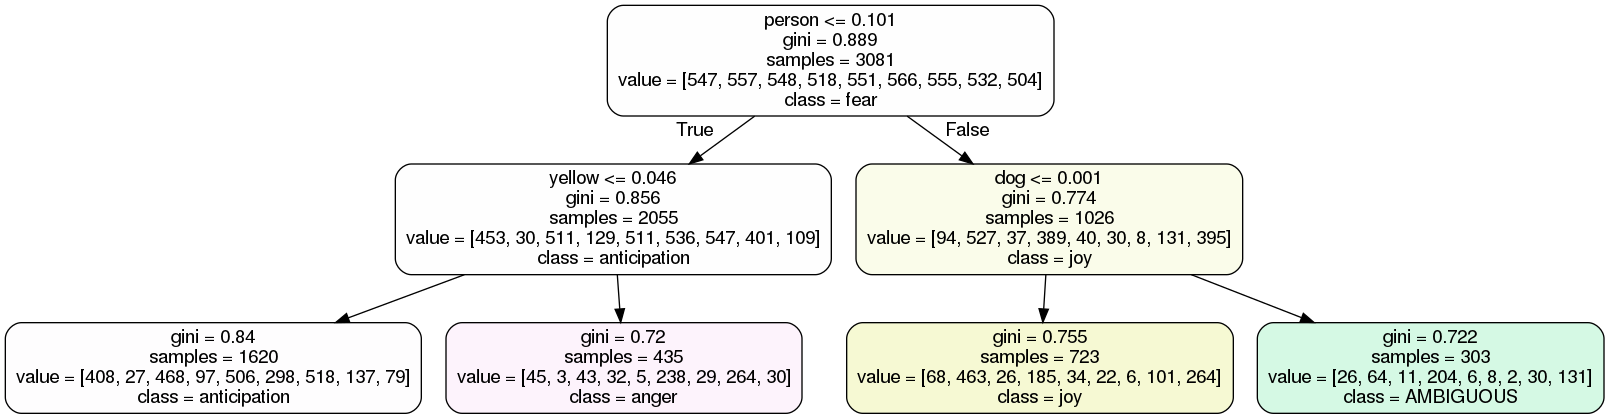 person <= 0.101
gini = 0.889
samples = 3081
value = [547, 557, 548, 518, 551, 566, 555, 532, 504]
class = fear
True
False
yellow <= 0.046
gini = 0.856
samples = 2055
value = [453, 30, 511, 129, 511, 536, 547, 401, 109]
class = anticipation
dog <= 0.001
gini = 0.774
samples = 1026
value = [94, 527, 37, 389, 40, 30, 8, 131, 395]
class = joy
gini = 0.84
samples = 1620
value = [408, 27, 468, 97, 506, 298, 518, 137, 79]
class = anticipation
gini = 0.72
samples = 435
value = [45, 3, 43, 32, 5, 238, 29, 264, 30]
class = anger
gini = 0.755
samples = 723
value = [68, 463, 26, 185, 34, 22, 6, 101, 264]
class = joy
gini = 0.722
samples = 303
value = [26, 64, 11, 204, 6, 8, 2, 30, 131]
class = AMBIGUOUS